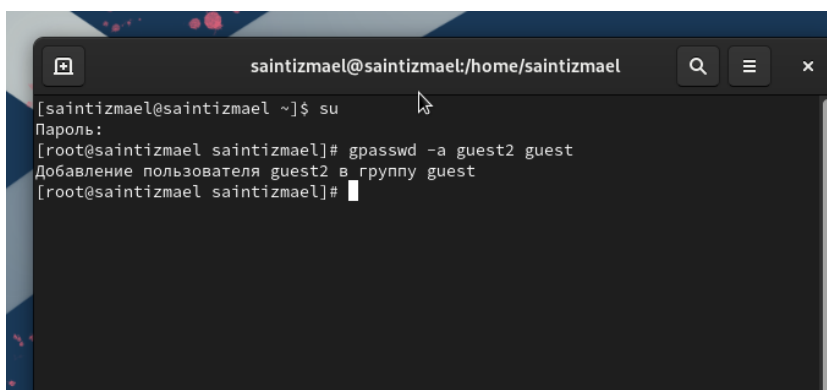 saintizmael@saintizmael:/home/saintizmael
[saintizmael@saintizmael ~]$ su
Пароль:
[root@saintizmael saintizmael]# gpasswd -a guest2 guest
Добавление пользователя guest2 в группу guest
[root@saintizmael saintizmael]#